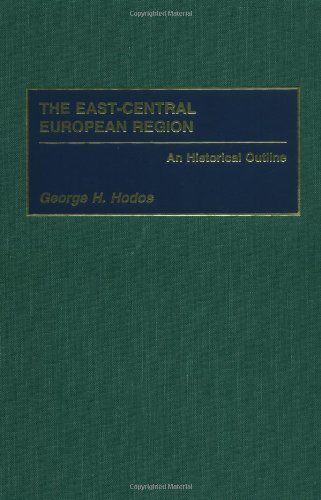 THE EAST-CENTRAL
EUROPEAN REGION
An Historical Outline
George H. Hodos